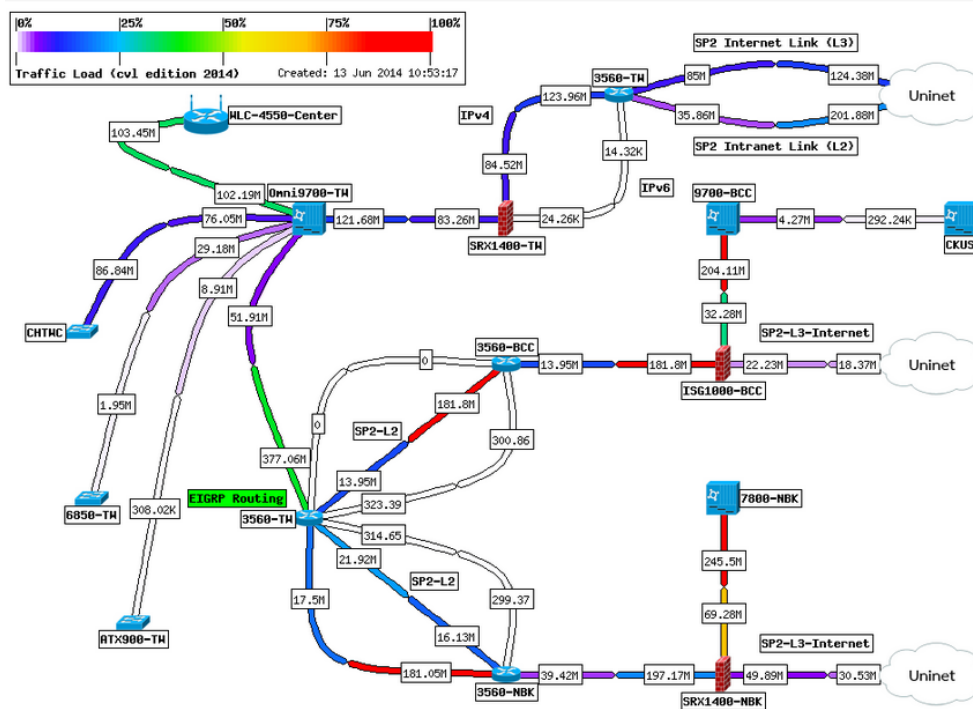 0% 25% 50% 75% 100%
Traffic Load (cvl edition 2014) Created: 13 Jun 2014 10:53:17
SP2 Internet Link (L3)
3560-TW
85M
124.38M
Uninet
123.96M
IPv4
35.86M
201.88M
SP2 Intranet Link (L2)
WLC-4550-Center
103.45M
84.52M
14.32K
102.19M
Omni9700-TW
IPv6
9700-BCC
76.05M
121.68M
83.26M
24.26K
4.27M
292.24K
29.18M
SRX1400-TW
CKUS
86.84M
8.91M
204.11M
51.91M
32.28M
CHTWC
SP2-L3-Internet
3560-BCC
0
13.95M
181.8M
22.23M
18.37M
Uninet
ISG1000-BCC
1.95M
181.8M
0
SP2-L2
300.86
377.06M
13.95M
EIGRP Routing
323.39
7800-NBK
6850-TW
308.02K
3560-TW
314.65
21.92M
245.5M
SP2-L2
299.37
17.5M
69.28M
ATX900-TW
16.13M
SP2-L3-Internet
181.05M
39.42M
197.17M
49.89M
30.53M
Uninet
3560-NBK
SRX1400-NBK